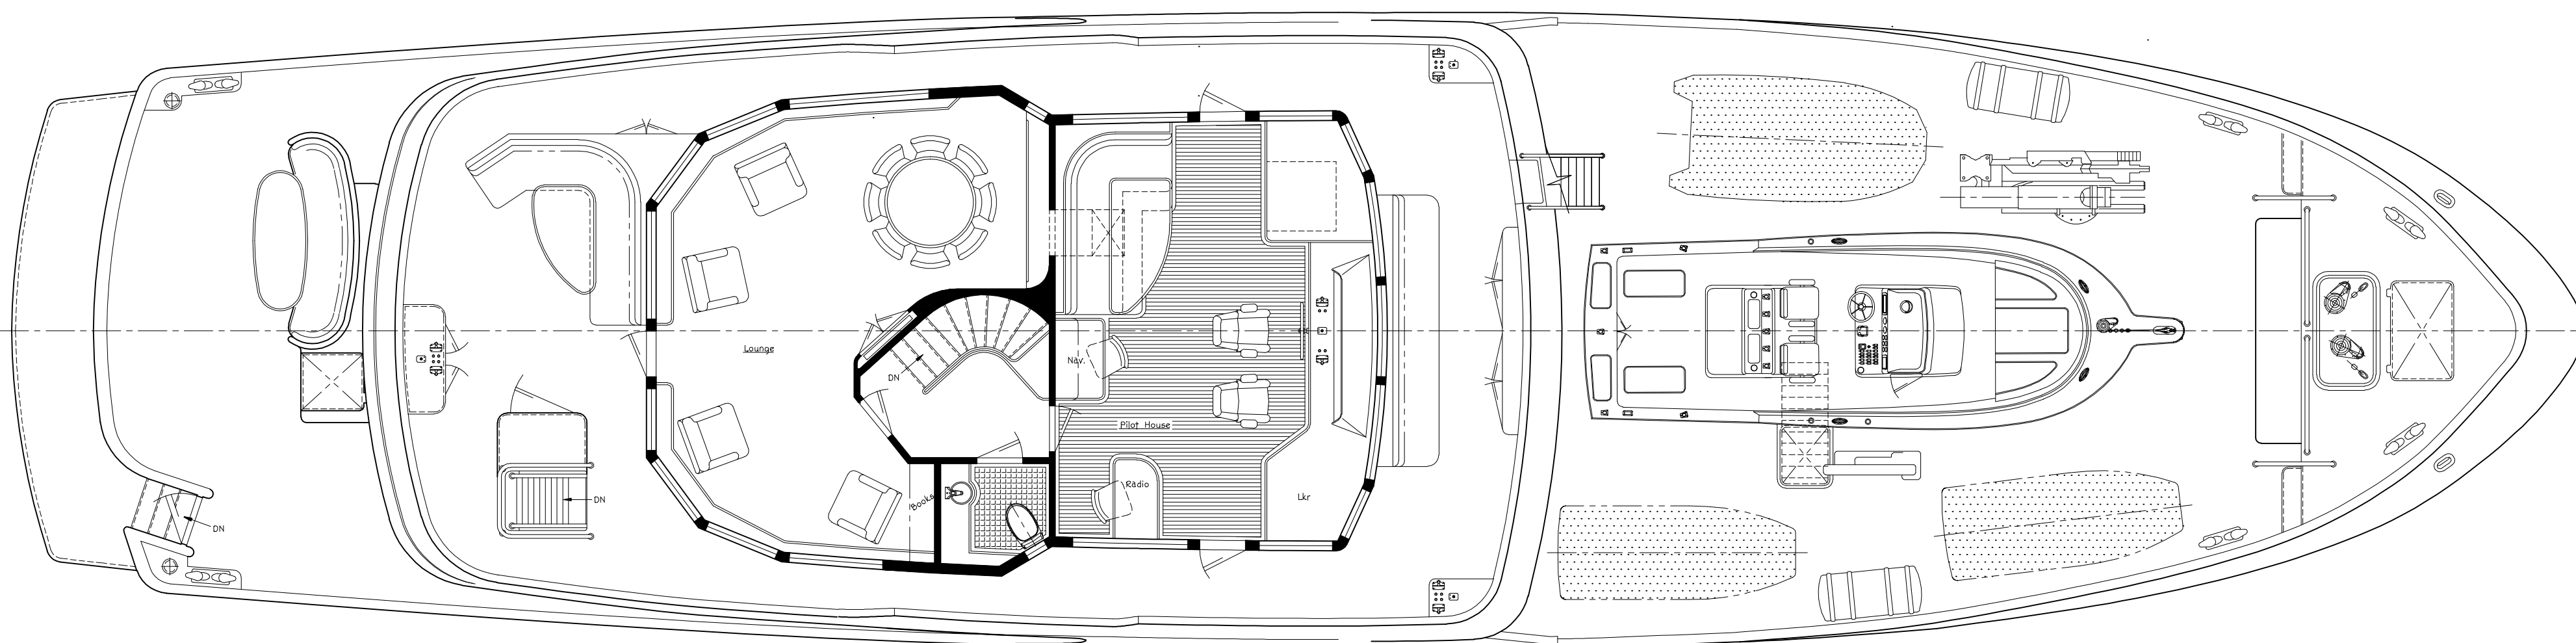 Lounge
DN
Nav.
Pilot House
Books
Radio
Lkr
DN
DN